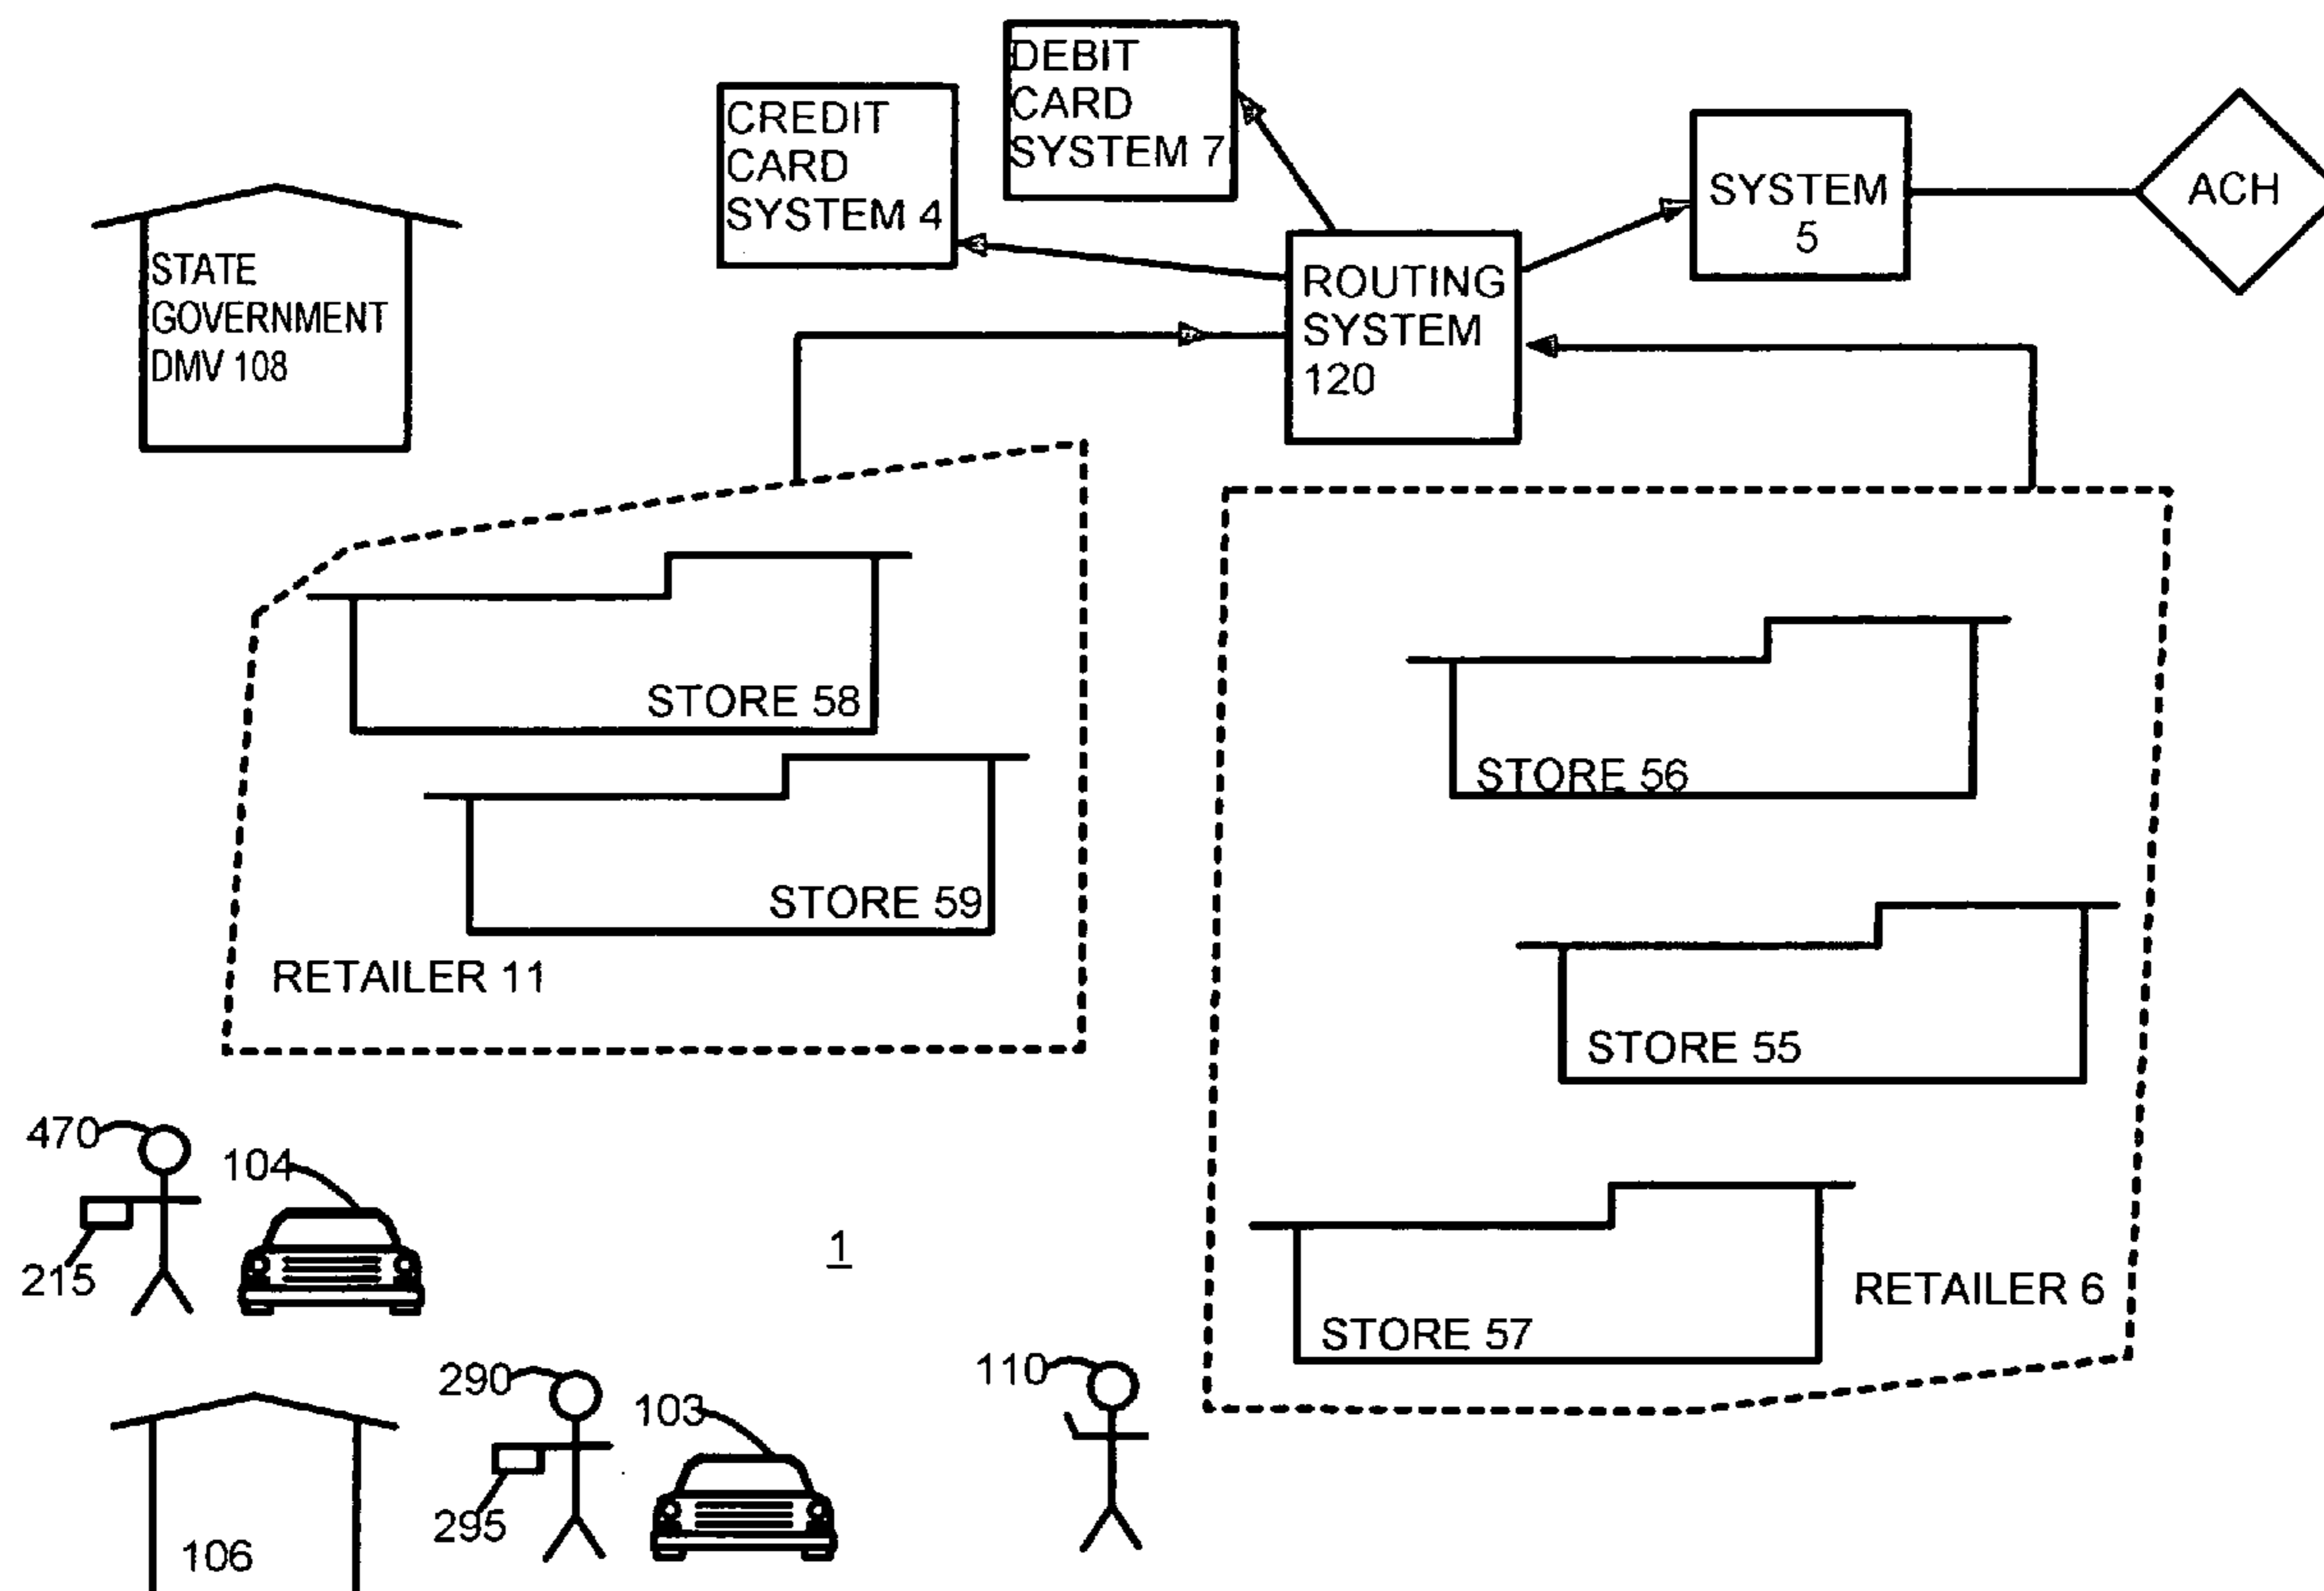 DEBIT
CARD
SYSTEM 7
CREDIT
CARD
SYSTEM 4
SYSTEM
5
ACH
STATE
GOVERNMENT
DMV 108
ROUTING
SYSTEM
120
STORE 58
STORE 56
STORE 59
RETAILER 11
STORE 55
470
104
215
1
RETAILER 6
STORE 57
290
103
110
295
106